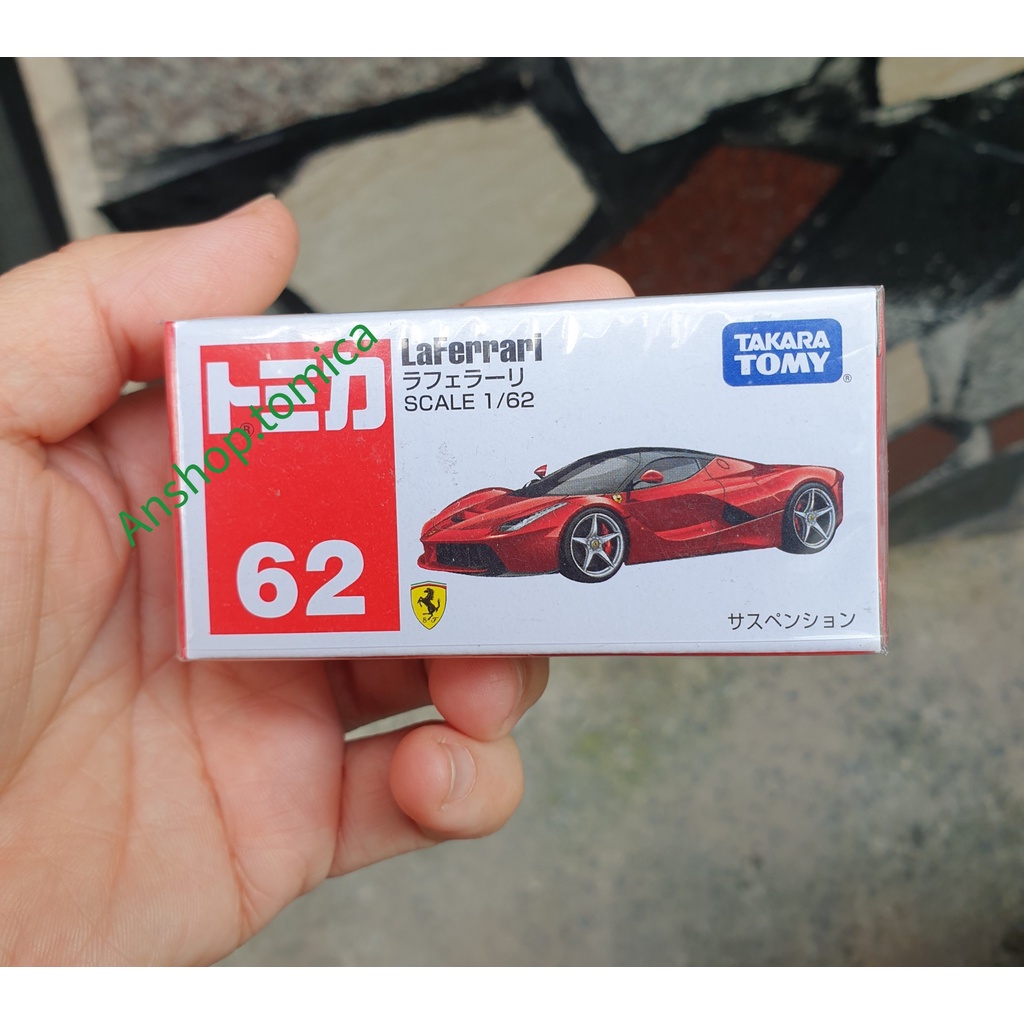 トミカ
®
62
LaFerrari
ラフェラーリ
SCALE 1/62
TAKARA
TOMY
®
サスペンション
S F
Anshop.tomica